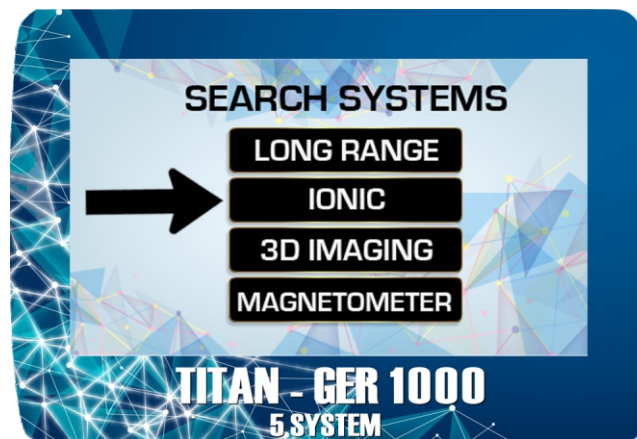 SEARCH SYSTEMS
LONG RANGE
IONIC
3D IMAGING
MAGNETOMETER
TITAN - GER 1000
5.SYSTEM